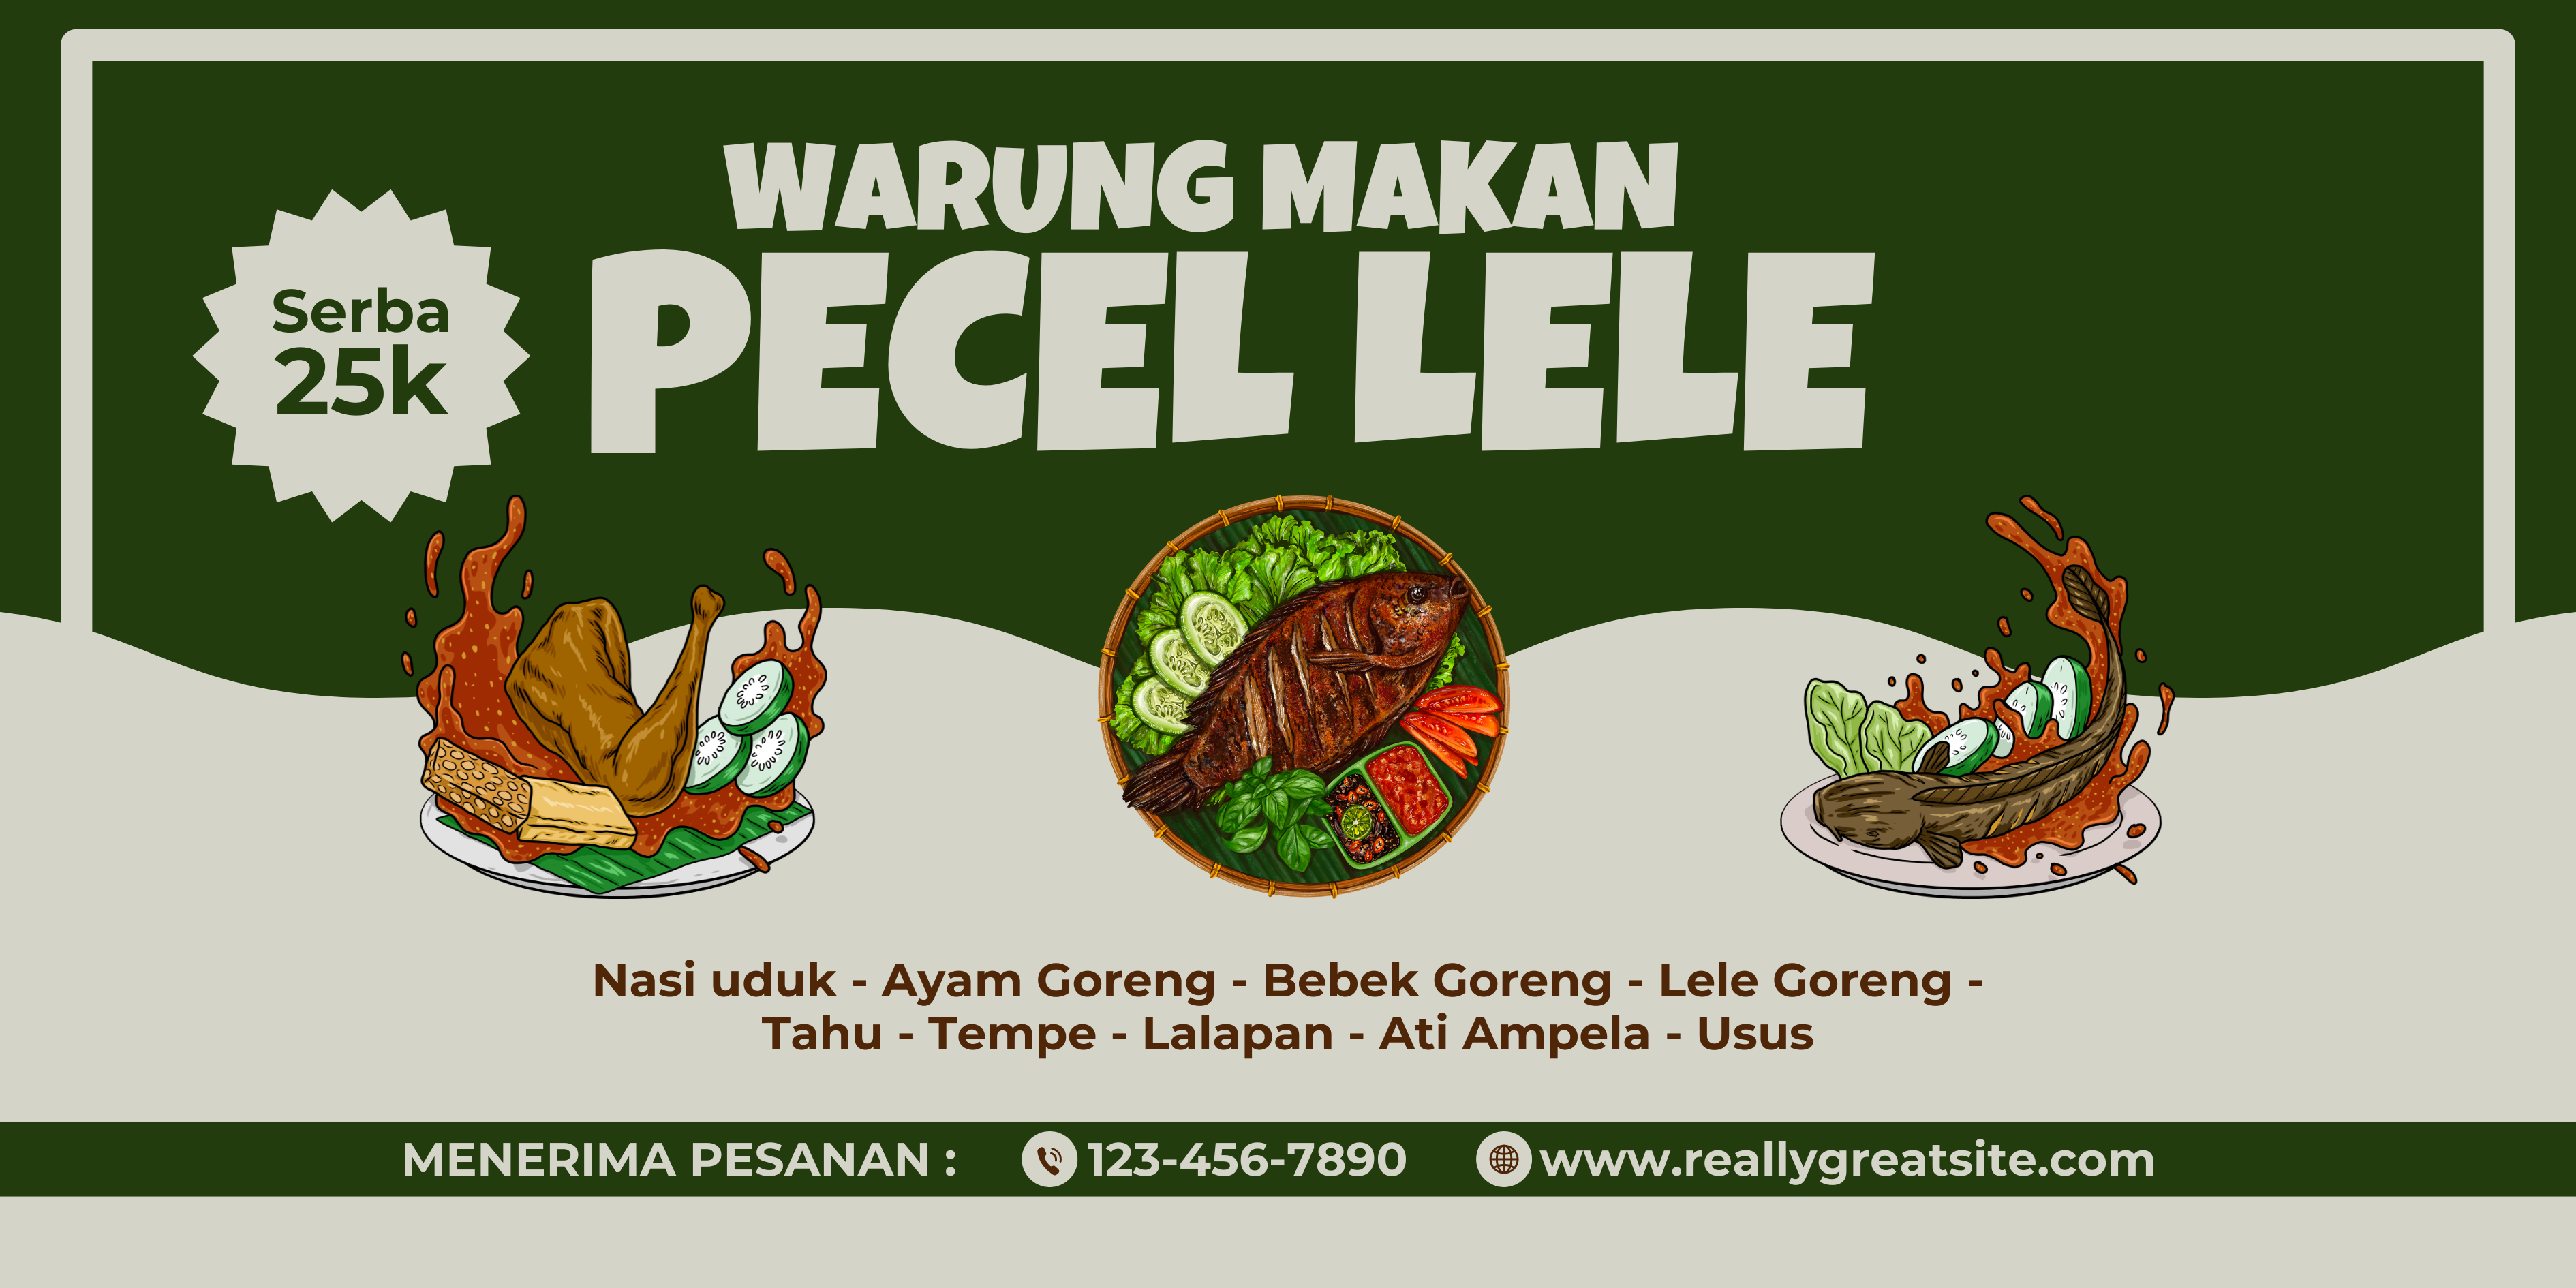 WARUNG MAKAN
PECEL LELE
Serba
25k
Nasi uduk - Ayam Goreng - Bebek Goreng - Lele Goreng -
Tahu - Tempe - Lalapan - Ati Ampela - Usus
MENERIMA PESANAN : 123-456-7890 www.reallygreatsite.com